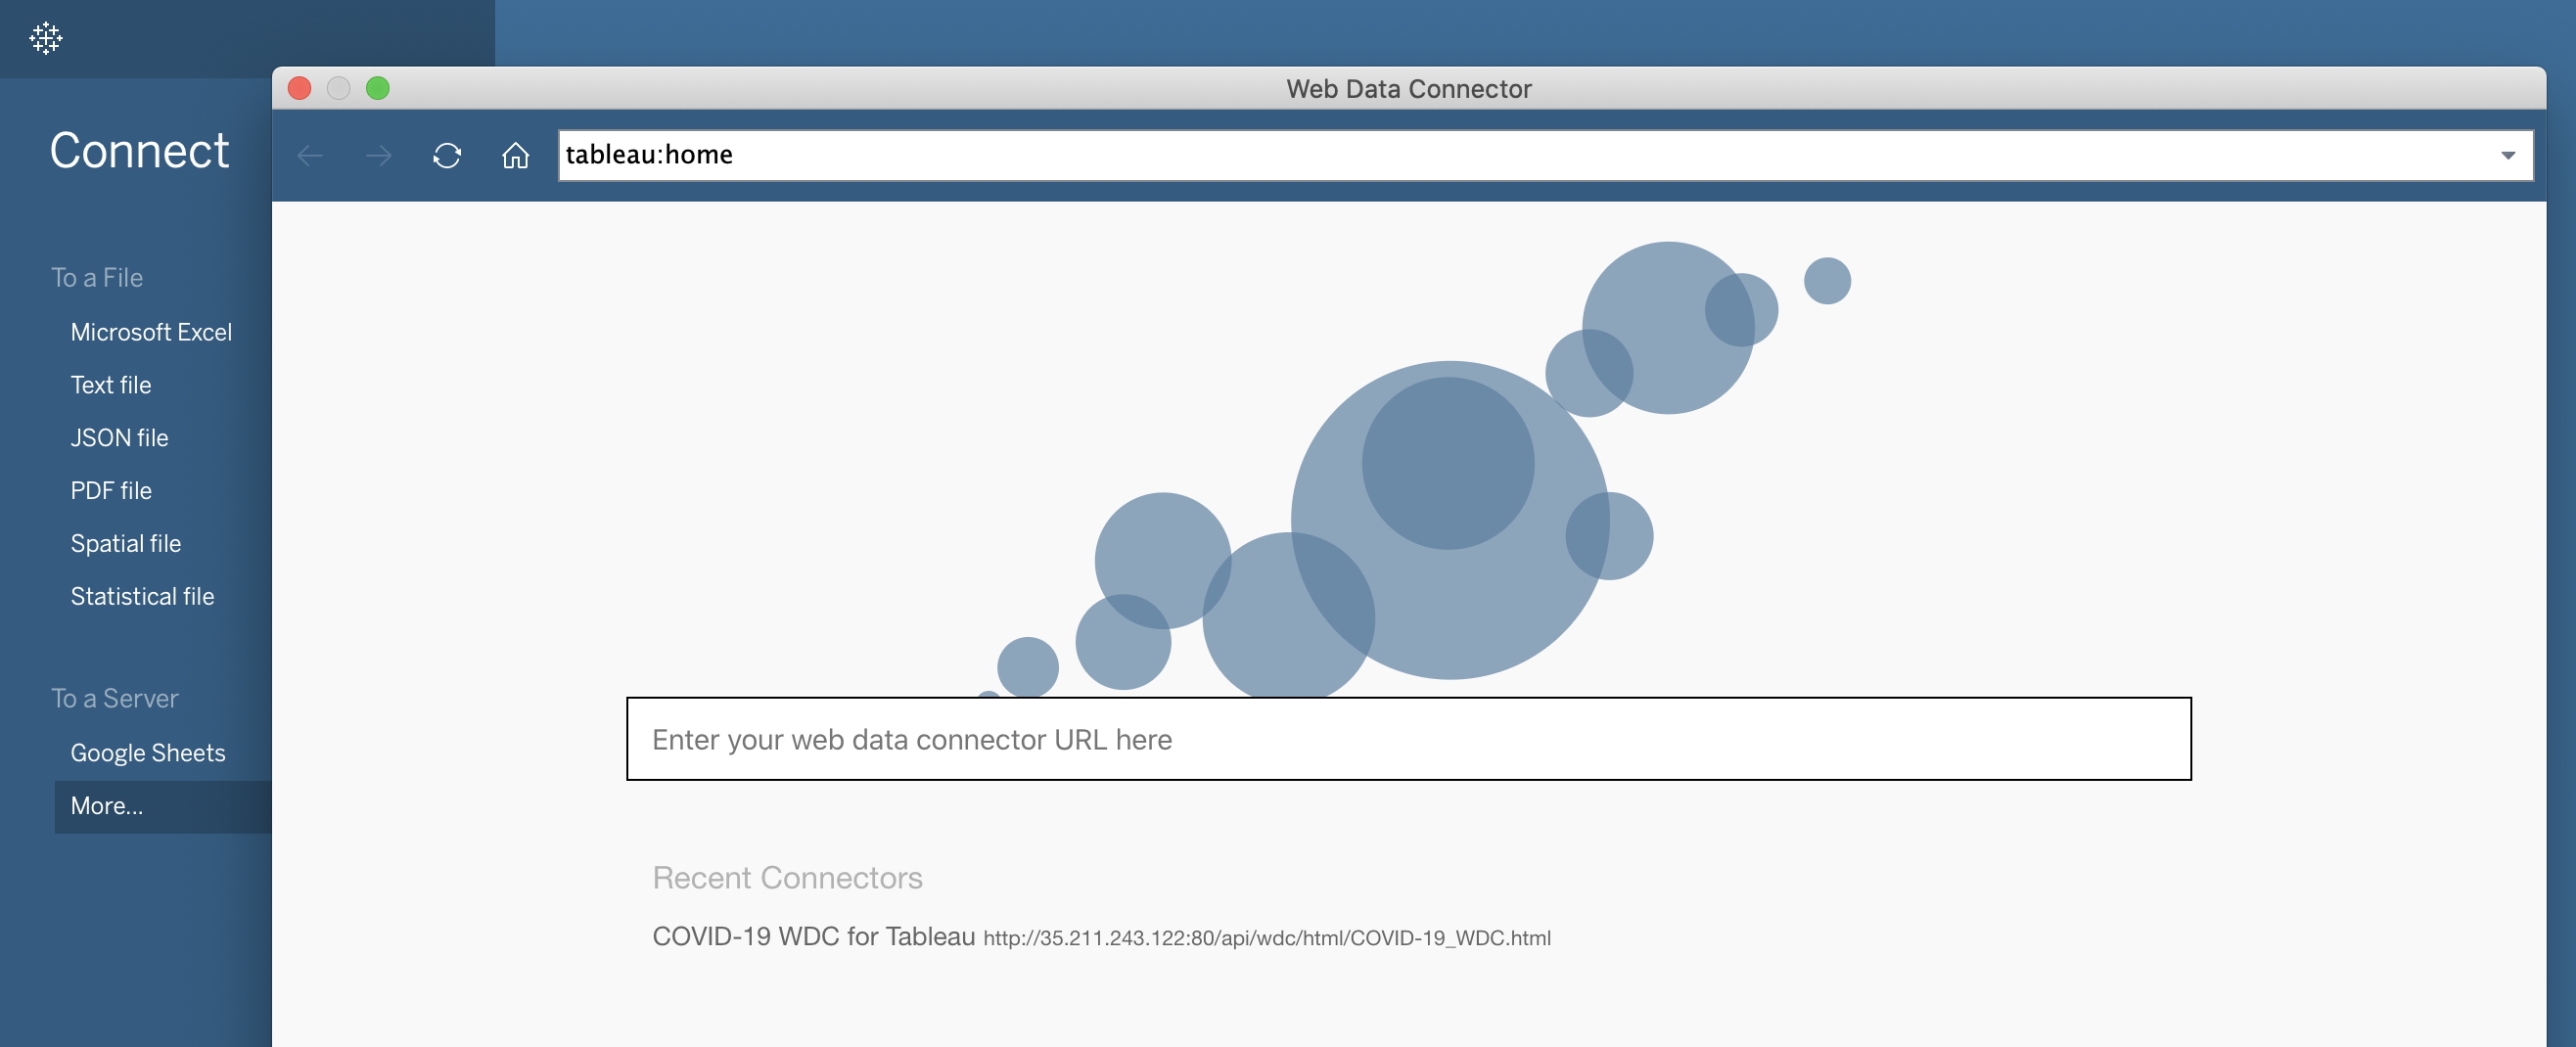 Web Data Connector
tableau:home
Connect
To a File
Microsoft Excel
Text file
JSON file
PDF file
Spatial file
Statistical file
To a Server
Google Sheets
More...
Enter your web data connector URL here
Recent Connectors
COVID-19 WDC for Tableau http://35.211.243.122:80/api/wdc/html/COVID-19_WDC.html